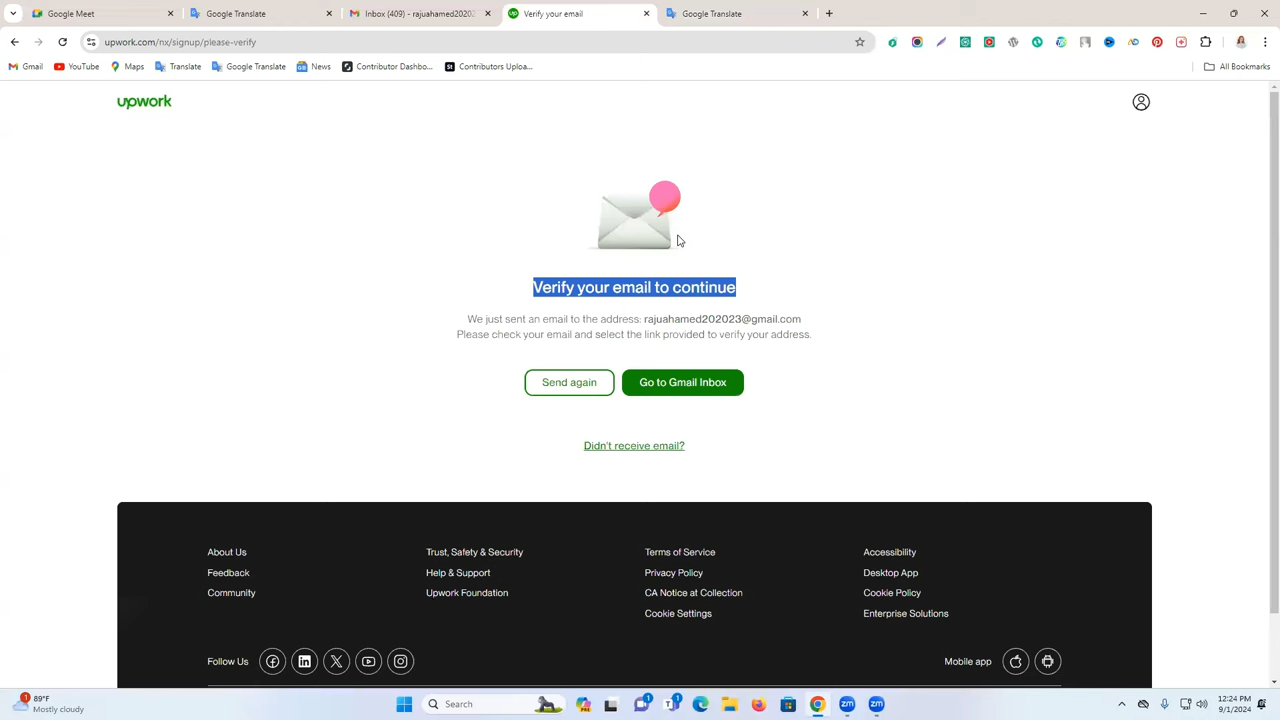 Google Meet
Google Translate
Inbox (409) - rajuahamed2020
Verify your email
Google Translate
upwork.com/nx/signup/please-verify
Gmail
YouTube
Maps
Translate
Google Translate
News
Contributor Dashbo...
Contributors Uploa...
All Bookmarks
upwork
Verify your email to continue
We just sent an email to the address: rajuahamed202023@gmail.com
Please check your email and select the link provided to verify your address.
Send again
Go to Gmail Inbox
Didn't receive email?
About Us
Trust, Safety & Security
Terms of Service
Accessibility
Feedback
Help & Support
Privacy Policy
Desktop App
Community
Upwork Foundation
CA Notice at Collection
Cookie Policy
Cookie Settings
Enterprise Solutions
Follow Us
Mobile app
1
89°F
Mostly cloudy
Search
1
1
zm
zm
12:24 PM
9/1/2024